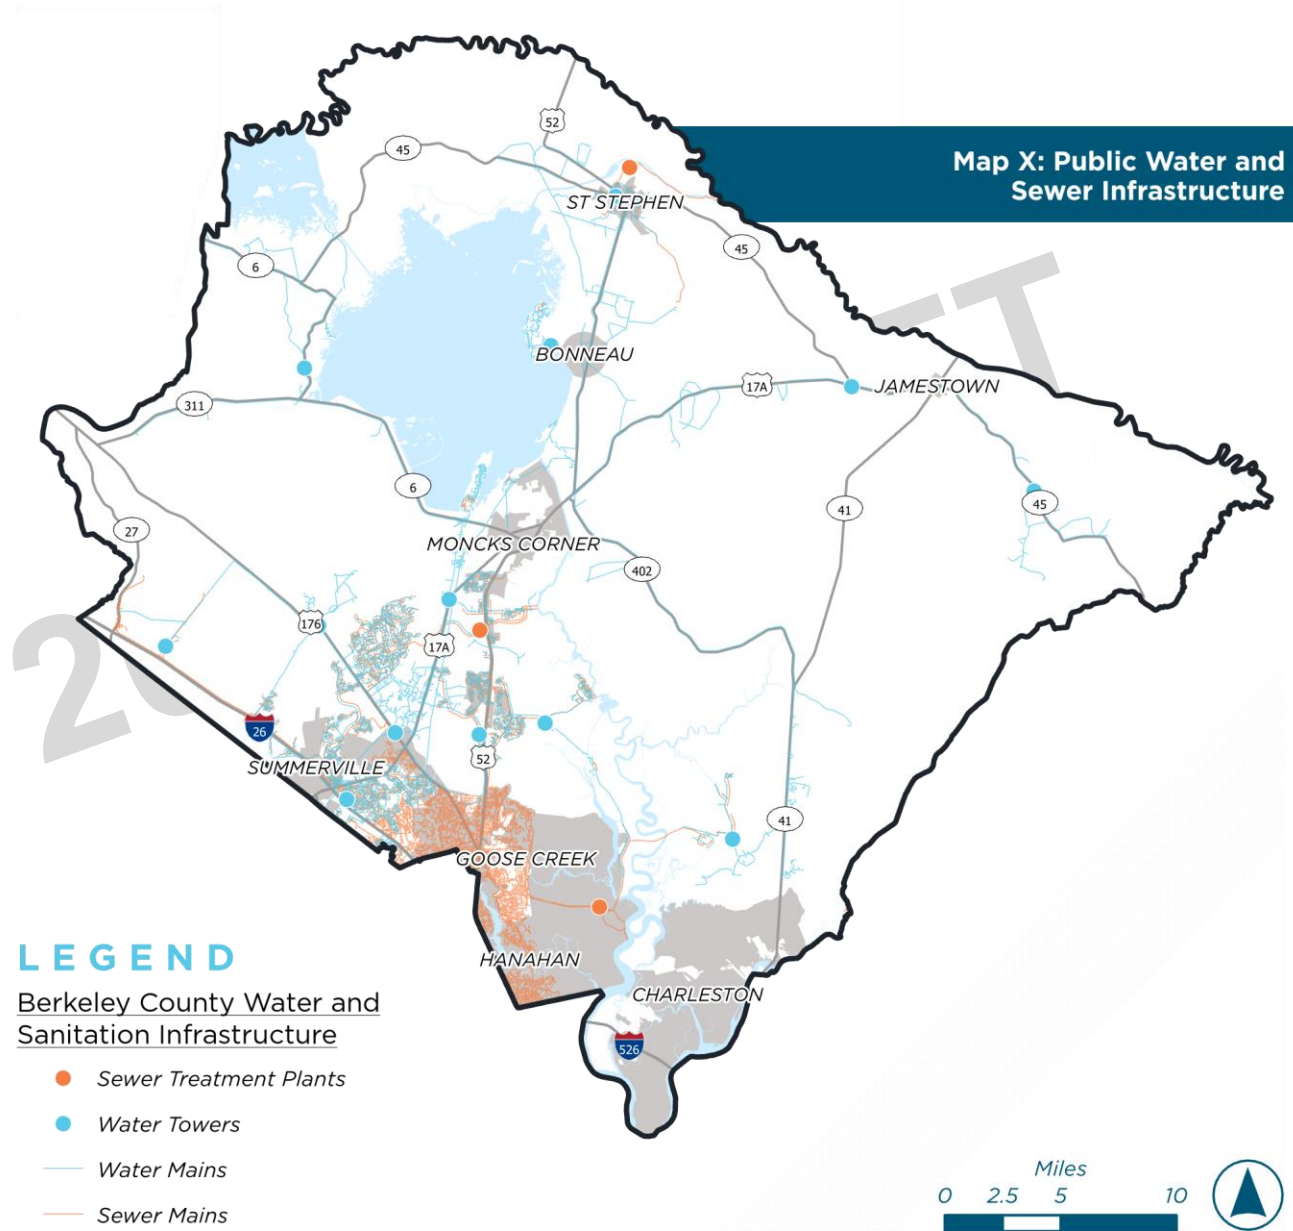 Map X: Public Water and
Sewer Infrastructure
52
45
ST STEPHEN
45
6
BONNEAU
17A
JAMESTOWN
311
6
45
41
27
MONCKS CORNER
402
176
17A
26
52
SUMMERVILLE
41
GOOSE CREEK
HANAHAN
CHARLESTON
526
LEGEND
Berkeley County Water and
Sanitation Infrastructure
Sewer Treatment Plants
Water Towers
Water Mains
Sewer Mains
Miles
0 2.5 5 10